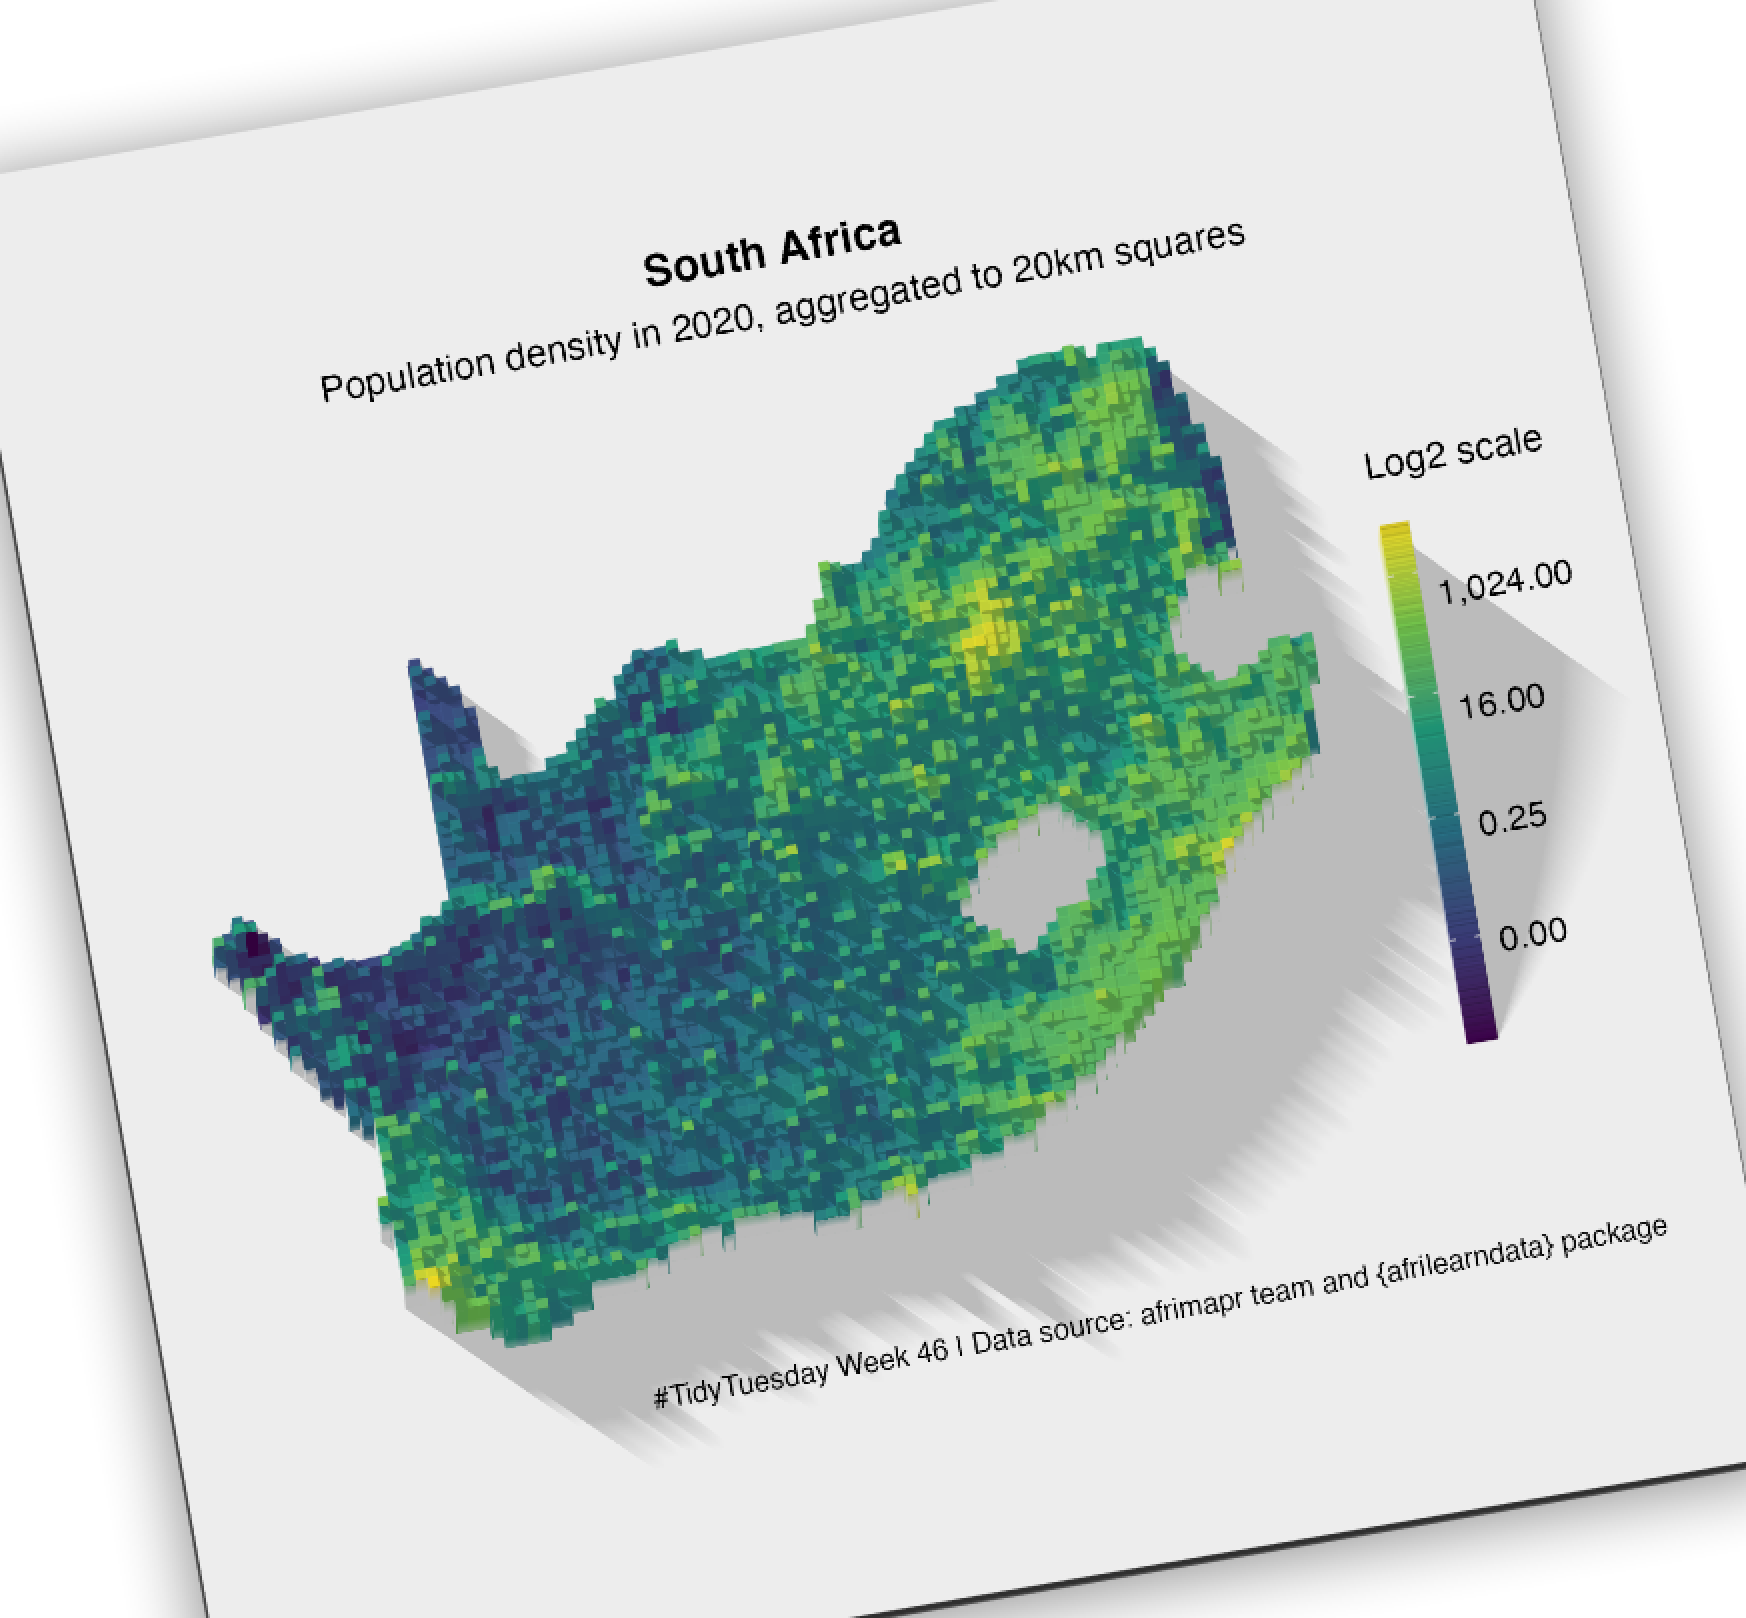 South Africa
Population density in 2020, aggregated to 20km squares
Log2 scale
1,024.00
16.00
0.25
0.00
#TidyTuesday Week 46 | Data source: afrimapr team and {afrilearndata} package